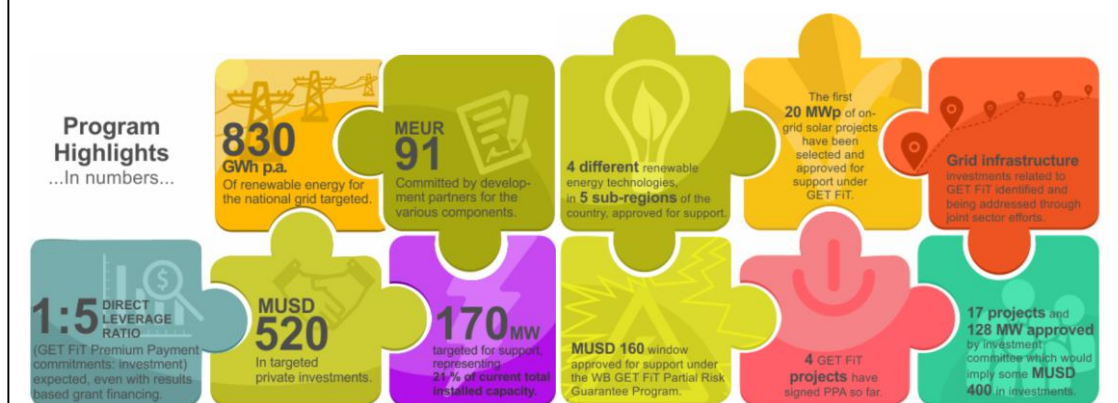 Program
Highlights
...In numbers...
830
GWh p.a.
Of renewable energy for
the national grid targeted.
MEUR
91
Committed by develop-
ment partners for the
various components.
4 different renewable
energy technologies,
in 5 sub-regions of the
country, approved for support.
The first
20 MWp of on-
grid solar projects
have been
selected and
approved for
support under
GET FiT.
Grid infrastructure
investments related to
GET FiT identified and
being addressed through
joint sector efforts.
1:5 DIRECT
LEVERAGE
RATIO
(GET FiT Premium Payment
commitments: investment)
expected, even with results
based grant financing.
MUSD
520
In targeted
private investments.
170 MW
targeted for support,
representing
21 % of current total
installed capacity.
MUSD 160 window
approved for support under
the WB GET FiT Partial Risk
Guarantee Program.
4 GET FiT
projects have
signed PPA so far.
17 projects and
128 MW approved
by investment
committee which would
imply some MUSD
400 in investments.